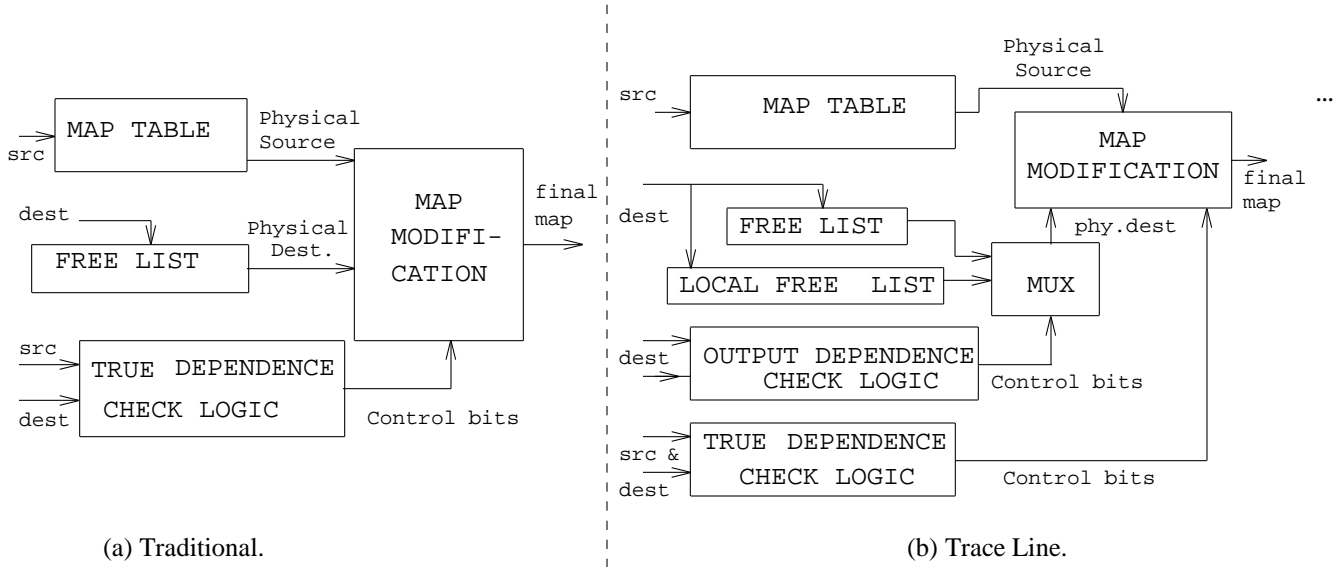 MAP TABLE
src
Physical
Source
dest
FREE LIST
Physical
Dest.
MAP
MODIFI-
CATION
final
map
src
dest
TRUE DEPENDENCE
CHECK LOGIC
Control bits
(a) Traditional.
src
MAP TABLE
Physical
Source
...
MAP
MODIFICATION
final
map
dest
FREE LIST
LOCAL FREE LIST
phy.dest
MUX
dest
OUTPUT DEPENDENCE
CHECK LOGIC
Control bits
src &
dest
TRUE DEPENDENCE
CHECK LOGIC
Control bits
(b) Trace Line.